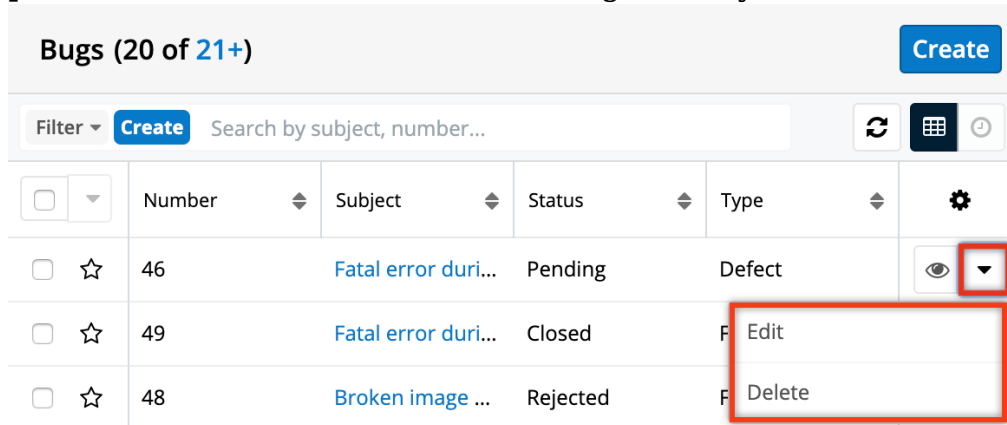 Bugs (20 of 21+) Create
Filter Create Search by subject, number...
Number Subject Status Type
46 Fatal error duri... Pending Defect
49 Fatal error duri... Closed F
Edit
48 Broken image ... Rejected F
Delete